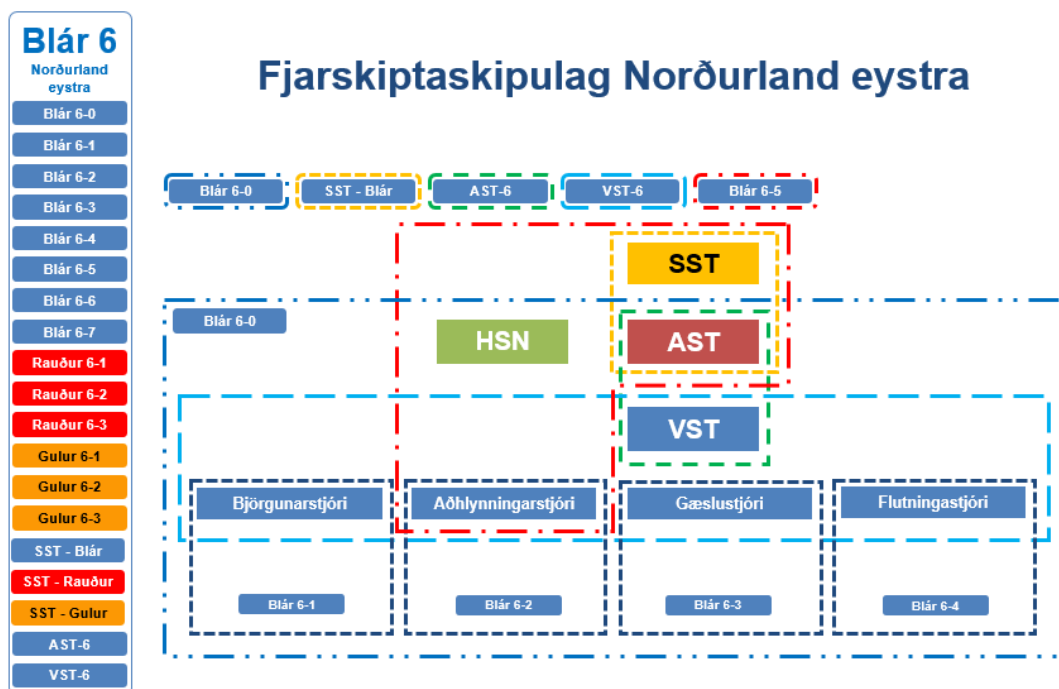 Blár 6
Norðurland
eystra
Blár 6-0
Blár 6-1
Blár 6-2
Blár 6-3
Blár 6-4
Blár 6-5
Blár 6-6
Blár 6-7
Rauður 6-1
Rauður 6-2
Rauður 6-3
Gulur 6-1
Gulur 6-2
Gulur 6-3
SST - Blár
SST - Rauður
SST - Gulur
AST-6
VST-6
Fjarskiptaskipulag Norðurland eystra
Blár 6-0 SST - Blár AST-6 VST-6 Blár 6-5
SST
Blár 6-0
HSN AST
VST
Björgunarstjóri Aðhlynningarstjóri Gæslustjóri Flutningastjóri
Blár 6-1 Blár 6-2 Blár 6-3 Blár 6-4